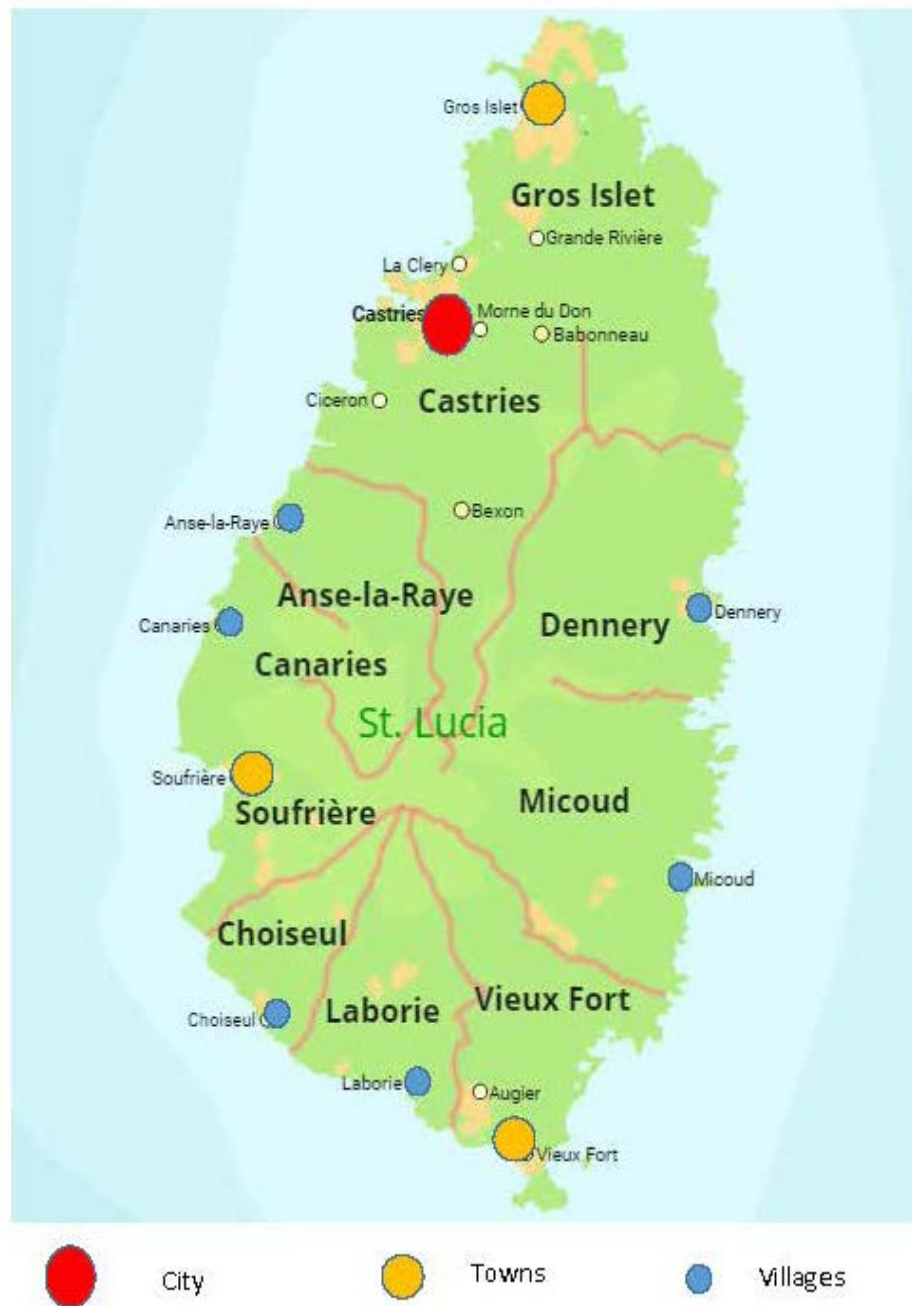 Gros Islet
Gros Islet
Grande Rivière
La Clery
Castries
Morne du Don
Babonneau
Ciceron
Castries
Bexon
Anse-la-Raye
Anse-la-Raye
Dennery
Dennery
Canaries
Canaries
St. Lucia
Soufrière
Soufrière
Micoud
Micoud
Choiseul
Choiseul
Laborie
Vieux Fort
Laborie
Augier
Vieux Fort
City
Towns
Villages